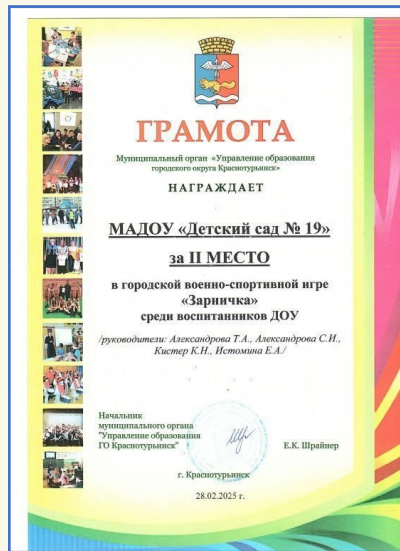 ГРАМОТА
Муниципальный орган «Управление образования
городского округа Краснотурьинск»
НАГРАЖДАЕТ
МАДОУ «Детский сад № 19»
за II МЕСТО
в городской военно-спортивной игре
«Зарничка»
среди воспитанников ДОУ
/руководители: Александрова Т.А., Александрова С.И.,
Кистер К.Н., Истомина Е.А./
Начальник
муниципального органа
"Управление образования
ГО Краснотурьинск"
Е.К. Шрайнер
г. Краснотурьинск
28.02.2025 г.